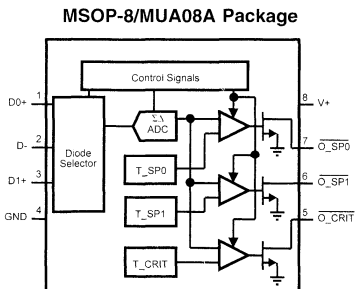 MSOP-8/MUA08A Package
Control Signals
D0+ 1
D- 2
D1+ 3
GND 4
Diode
Selector
ΣΔ
ADC
T_SP0
T_SP1
T_CRIT
8 V+
7 O_SP0
6 O_SP1
5 O_CRIT